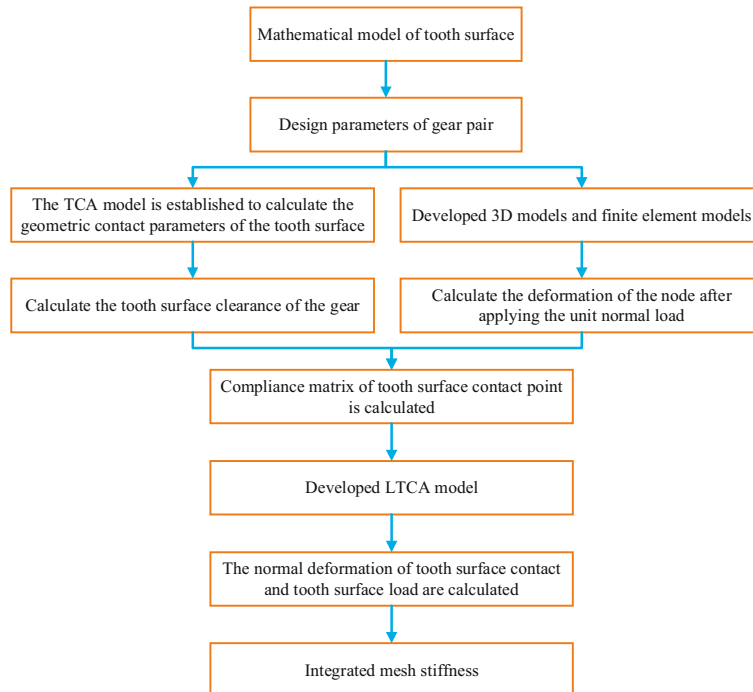 Mathematical model of tooth surface
Design parameters of gear pair
The TCA model is established to calculate the
geometric contact parameters of the tooth surface
Developed 3D models and finite element models
Calculate the tooth surface clearance of the gear
Calculate the deformation of the node after
applying the unit normal load
Compliance matrix of tooth surface contact point
is calculated
Developed LTCA model
The normal deformation of tooth surface contact
and tooth surface load are calculated
Integrated mesh stiffness